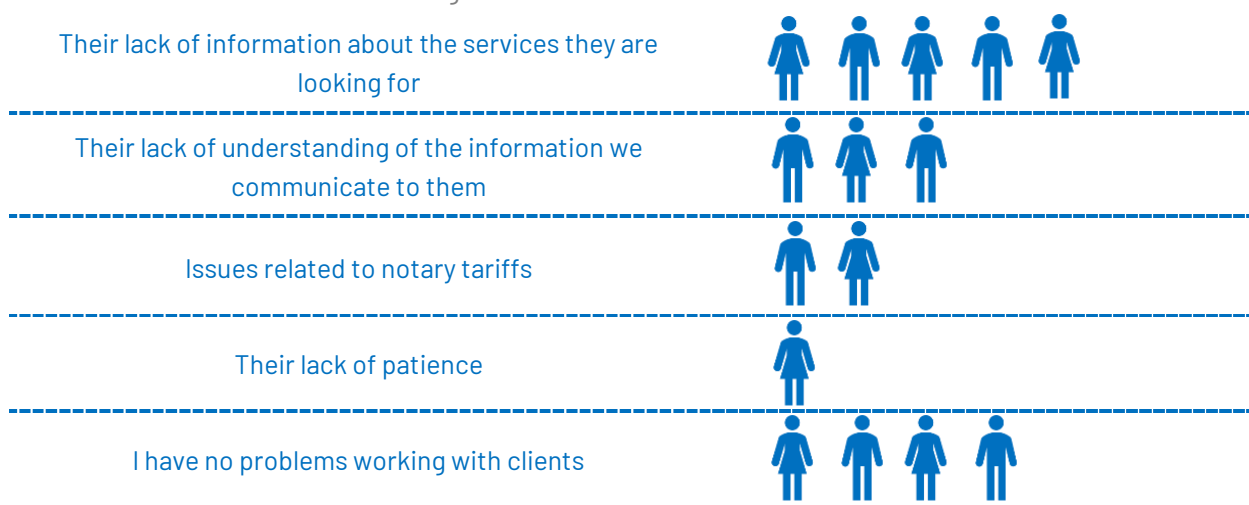 Their lack of information about the services they are
looking for
Their lack of understanding of the information we
communicate to them
Issues related to notary tariffs
Their lack of patience
I have no problems working with clients